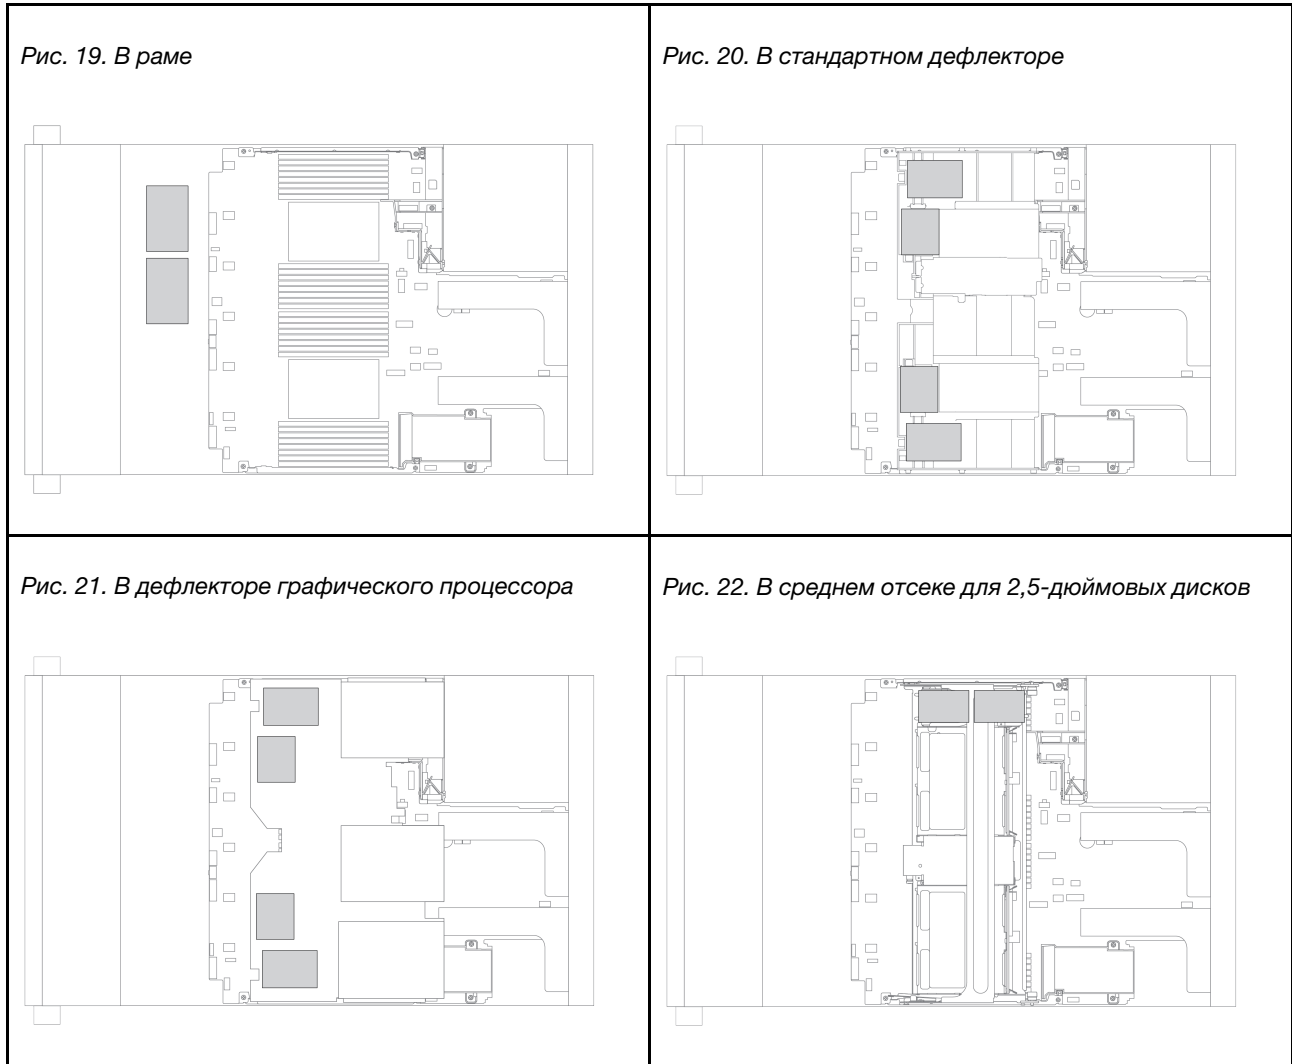 Рис. 19. В раме
Рис. 20. В стандартном дефлекторе
Рис. 21. В дефлекторе графического процессора
Рис. 22. В среднем отсеке для 2,5-дюймовых дисков